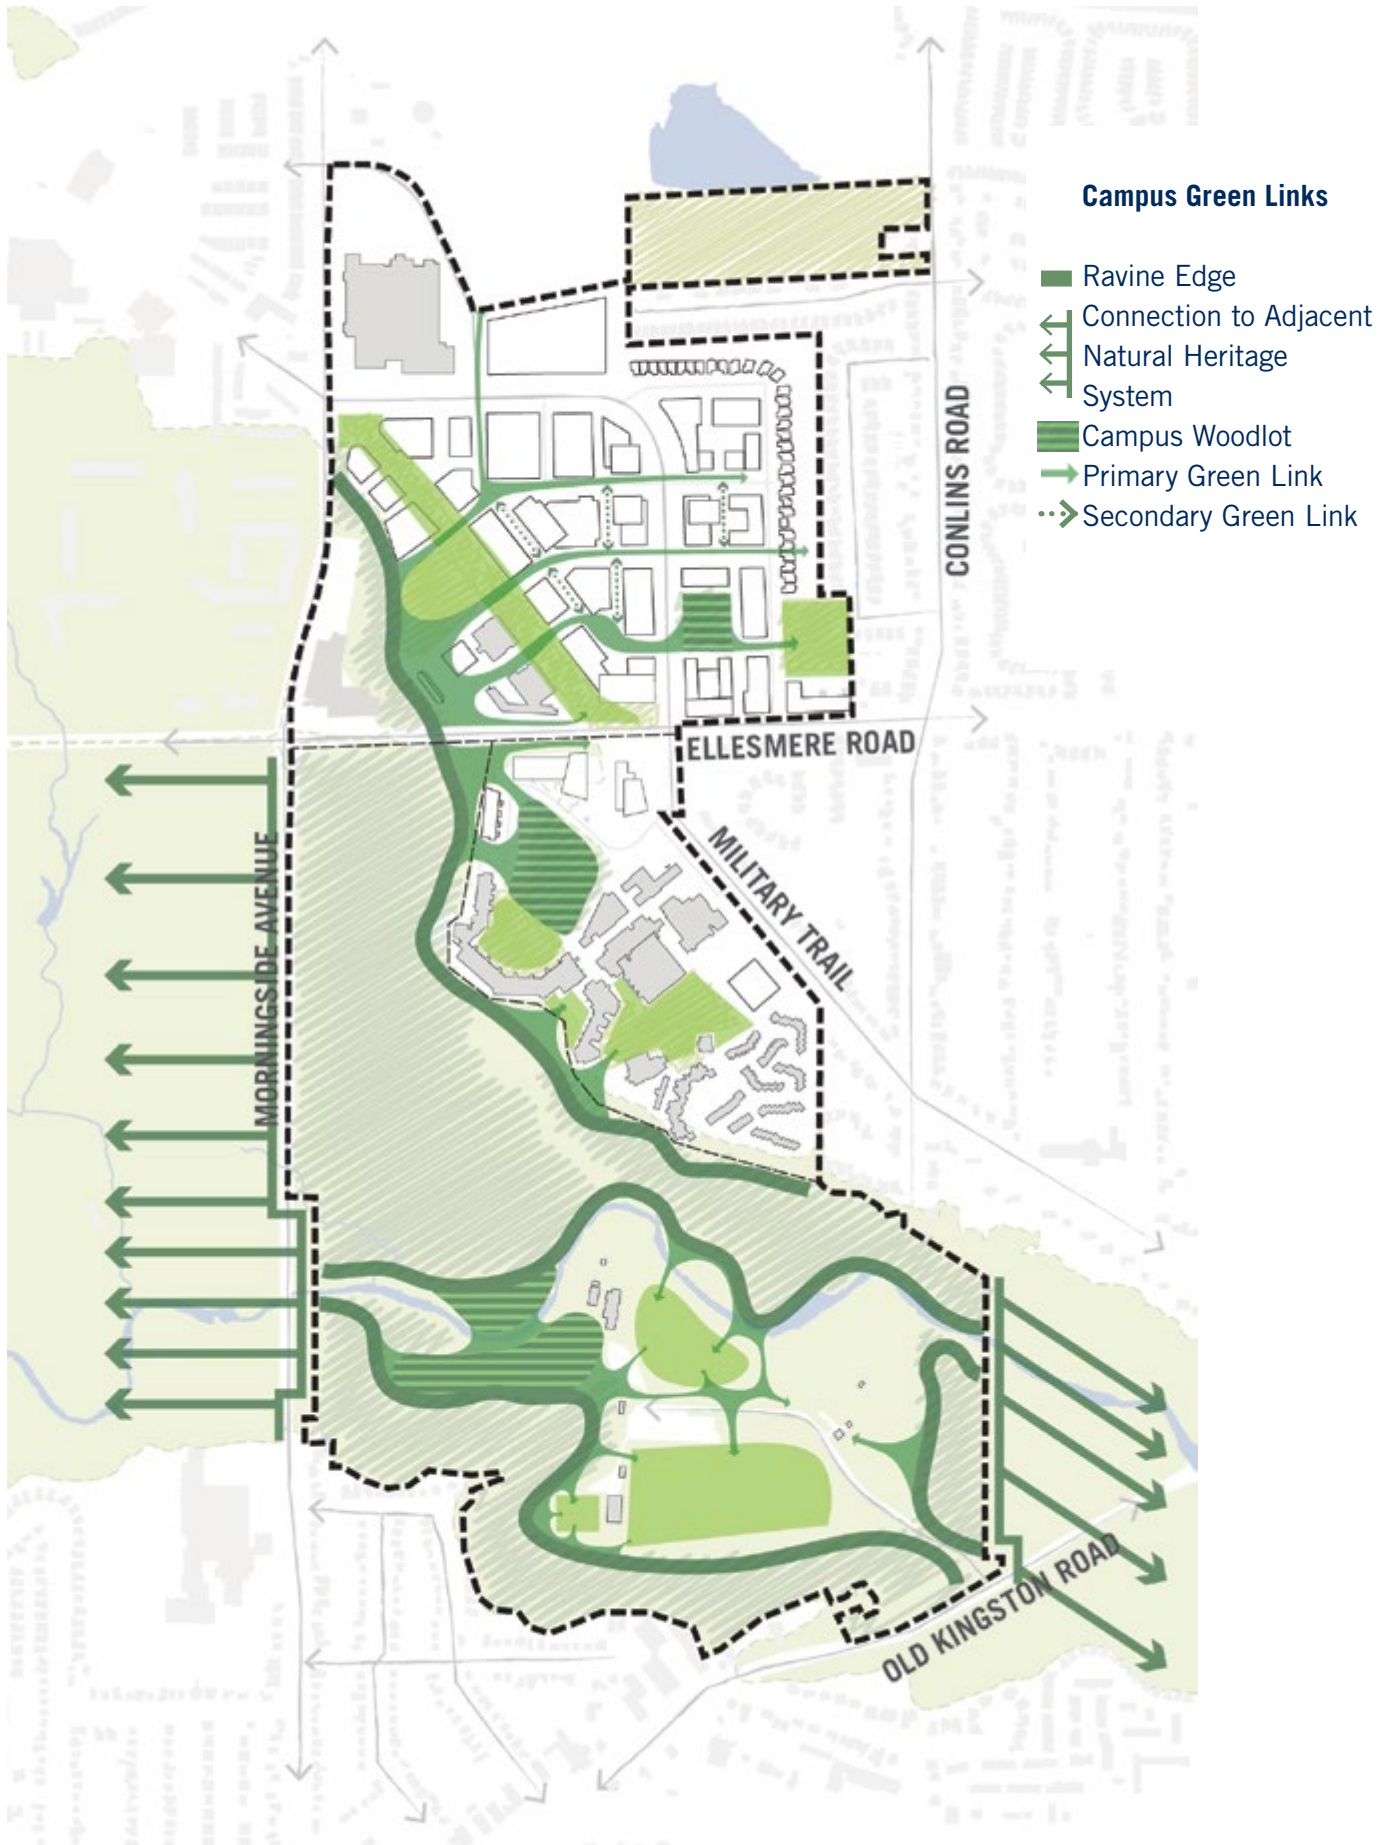 Campus Green Links
Ravine Edge
Connection to Adjacent
Natural Heritage
System
Campus Woodlot
Primary Green Link
Secondary Green Link
CONLINS ROAD
ELLESMERE ROAD
MILITARY TRAIL
MORNINGSIDE AVENUE
OLD KINGSTON ROAD